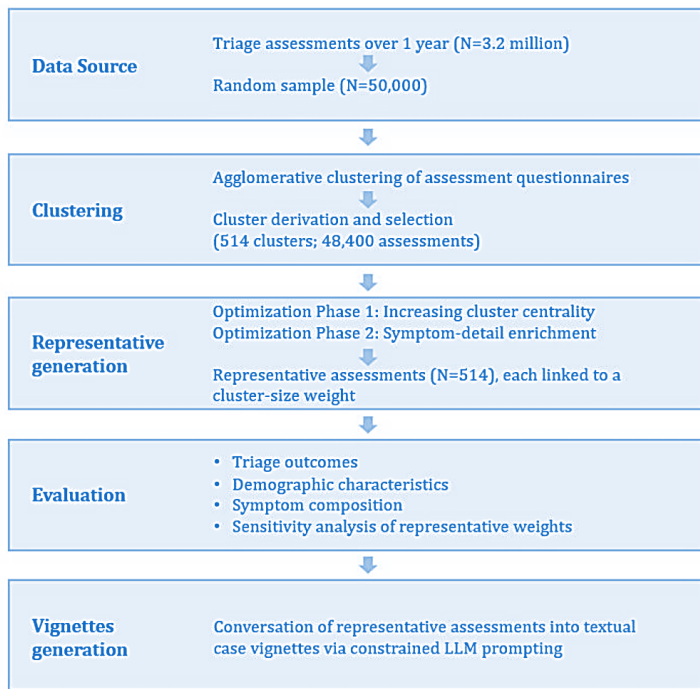 Data Source
Triage assessments over 1 year (N=3.2 million)
Random sample (N=50,000)
Clustering
Agglomerative clustering of assessment questionnaires
Cluster derivation and selection
(514 clusters; 48,400 assessments)
Representative
generation
Optimization Phase 1: Increasing cluster centrality
Optimization Phase 2: Symptom-detail enrichment
Representative assessments (N=514), each linked to a
cluster-size weight
Evaluation
• Triage outcomes
• Demographic characteristics
• Symptom composition
• Sensitivity analysis of representative weights
Vignettes
generation
Conversation of representative assessments into textual
case vignettes via constrained LLM prompting